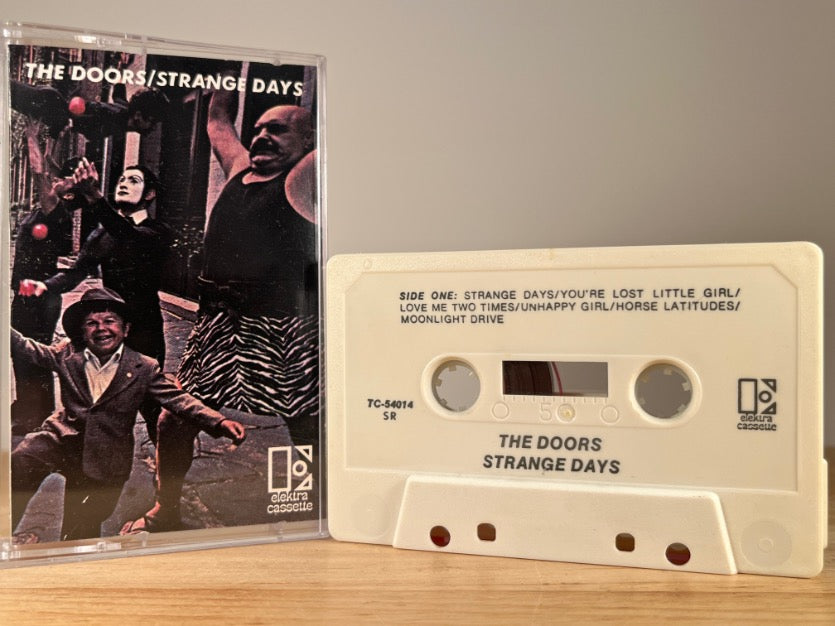 THE DOORS/STRANGE DAYS
elektra
cassette
SIDE ONE: STRANGE DAYS/YOU'RE LOST LITTLE GIRL/
LOVE ME TWO TIMES/UNHAPPY GIRL/HORSE LATITUDES/
MOONLIGHT DRIVE
TC-54014
SR
50
elektra
cassette
THE DOORS
STRANGE DAYS